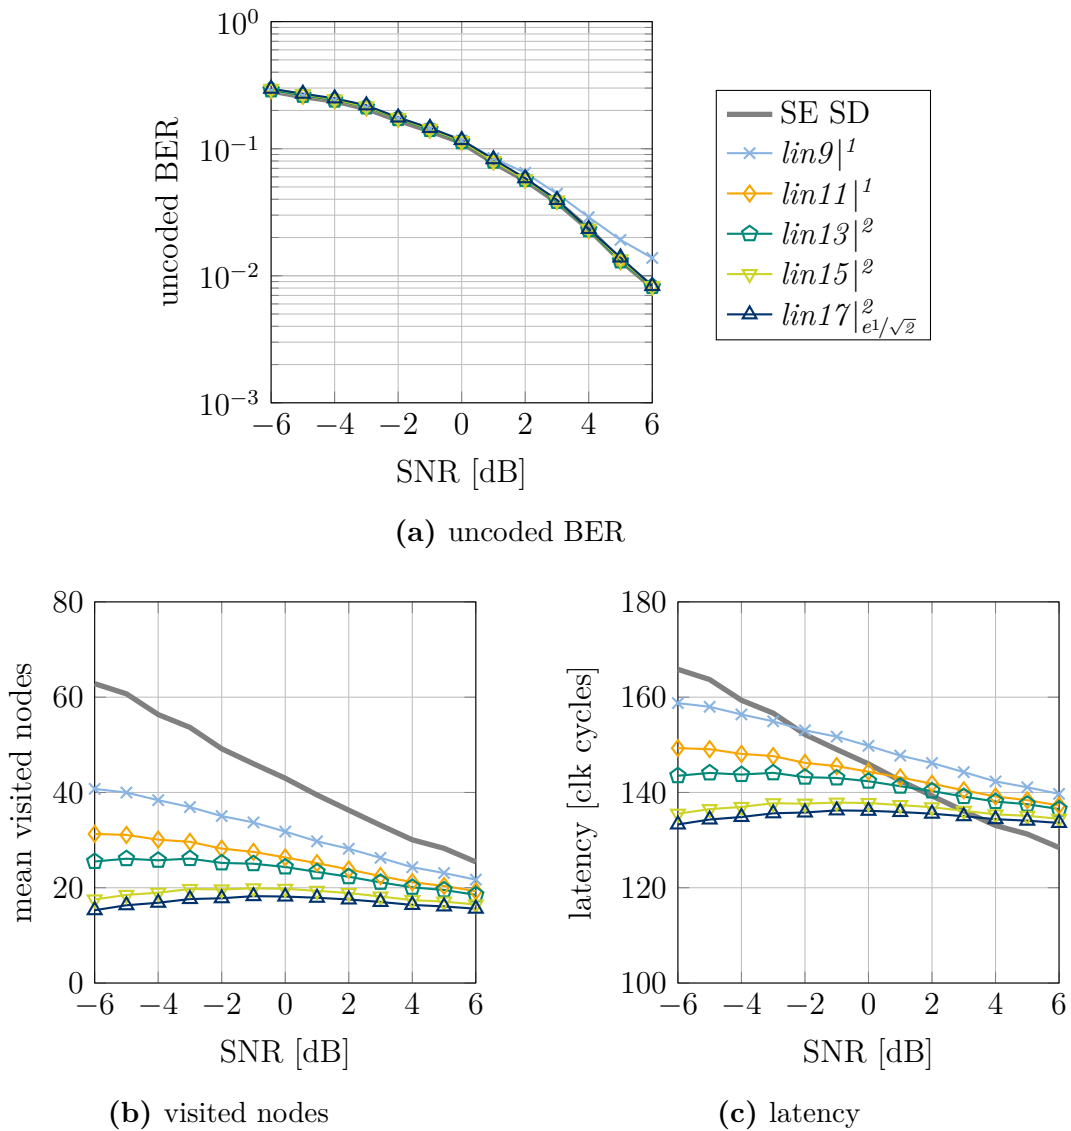 10^0
10^−1
10^−2
10^−3
uncoded BER
−6 −4 −2 0 2 4 6
SNR [dB]
SE SD
lin9|^1
lin11|^1
lin13|^2
lin15|^2
lin17|^2_{e^1/√2}
(a) uncoded BER
80
60
40
20
0
mean visited nodes
−6 −4 −2 0 2 4 6
SNR [dB]
(b) visited nodes
180
160
140
120
100
latency [clk cycles]
−6 −4 −2 0 2 4 6
SNR [dB]
(c) latency